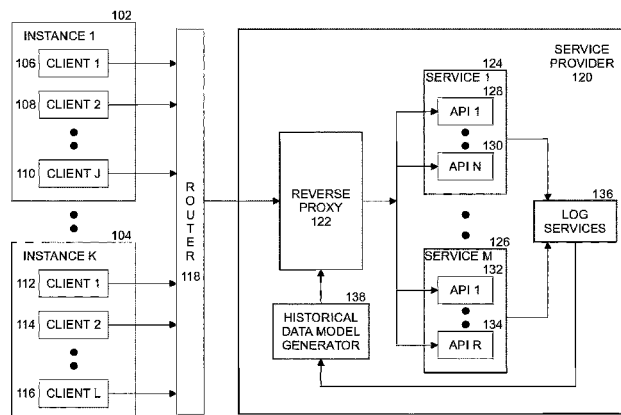 102
INSTANCE 1
106 CLIENT 1
108 CLIENT 2
110 CLIENT J
104
INSTANCE K
112 CLIENT 1
114 CLIENT 2
116 CLIENT L
ROUTER
118
SERVICE
PROVIDER
120
REVERSE
PROXY
122
136
HISTORICAL
DATA MODEL
GENERATOR
124
SERVICE 1
128
API 1
130
API N
126
SERVICE M
132
API 1
134
API R
136
LOG
SERVICES